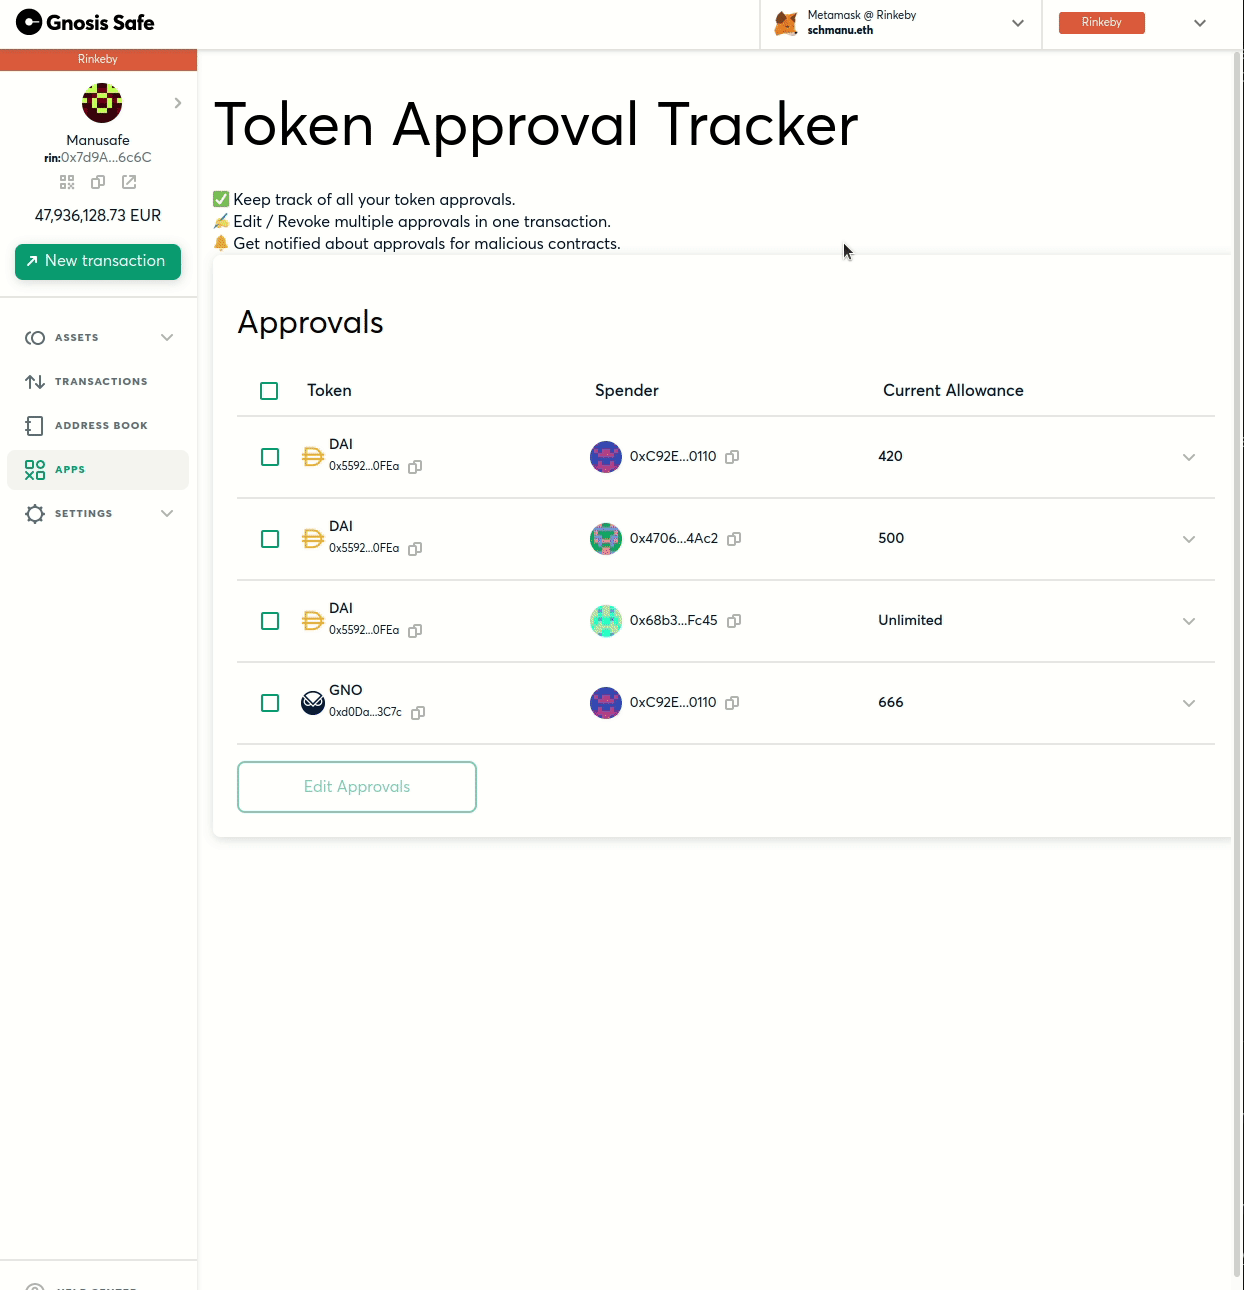 Gnosis Safe
Metamask @ Rinkeby
schmanu.eth
Rinkeby
Rinkeby
Manusafe
rin:0x7d9A...6c6C
47,936,128.73 EUR
New transaction
ASSETS
TRANSACTIONS
ADDRESS BOOK
APPS
SETTINGS
Token Approval Tracker
✅ Keep track of all your token approvals.
✍️ Edit / Revoke multiple approvals in one transaction.
🔔 Get notified about approvals for malicious contracts.
Approvals
Token Spender Current Allowance
DAI
0x5592...0FEa 0xC92E...0110 420
DAI
0x5592...0FEa 0x4706...4Ac2 500
DAI
0x5592...0FEa 0x68b3...Fc45 Unlimited
GNO
0xd0Da...3C7c 0xC92E...0110 666
Edit Approvals
HELP CENTER